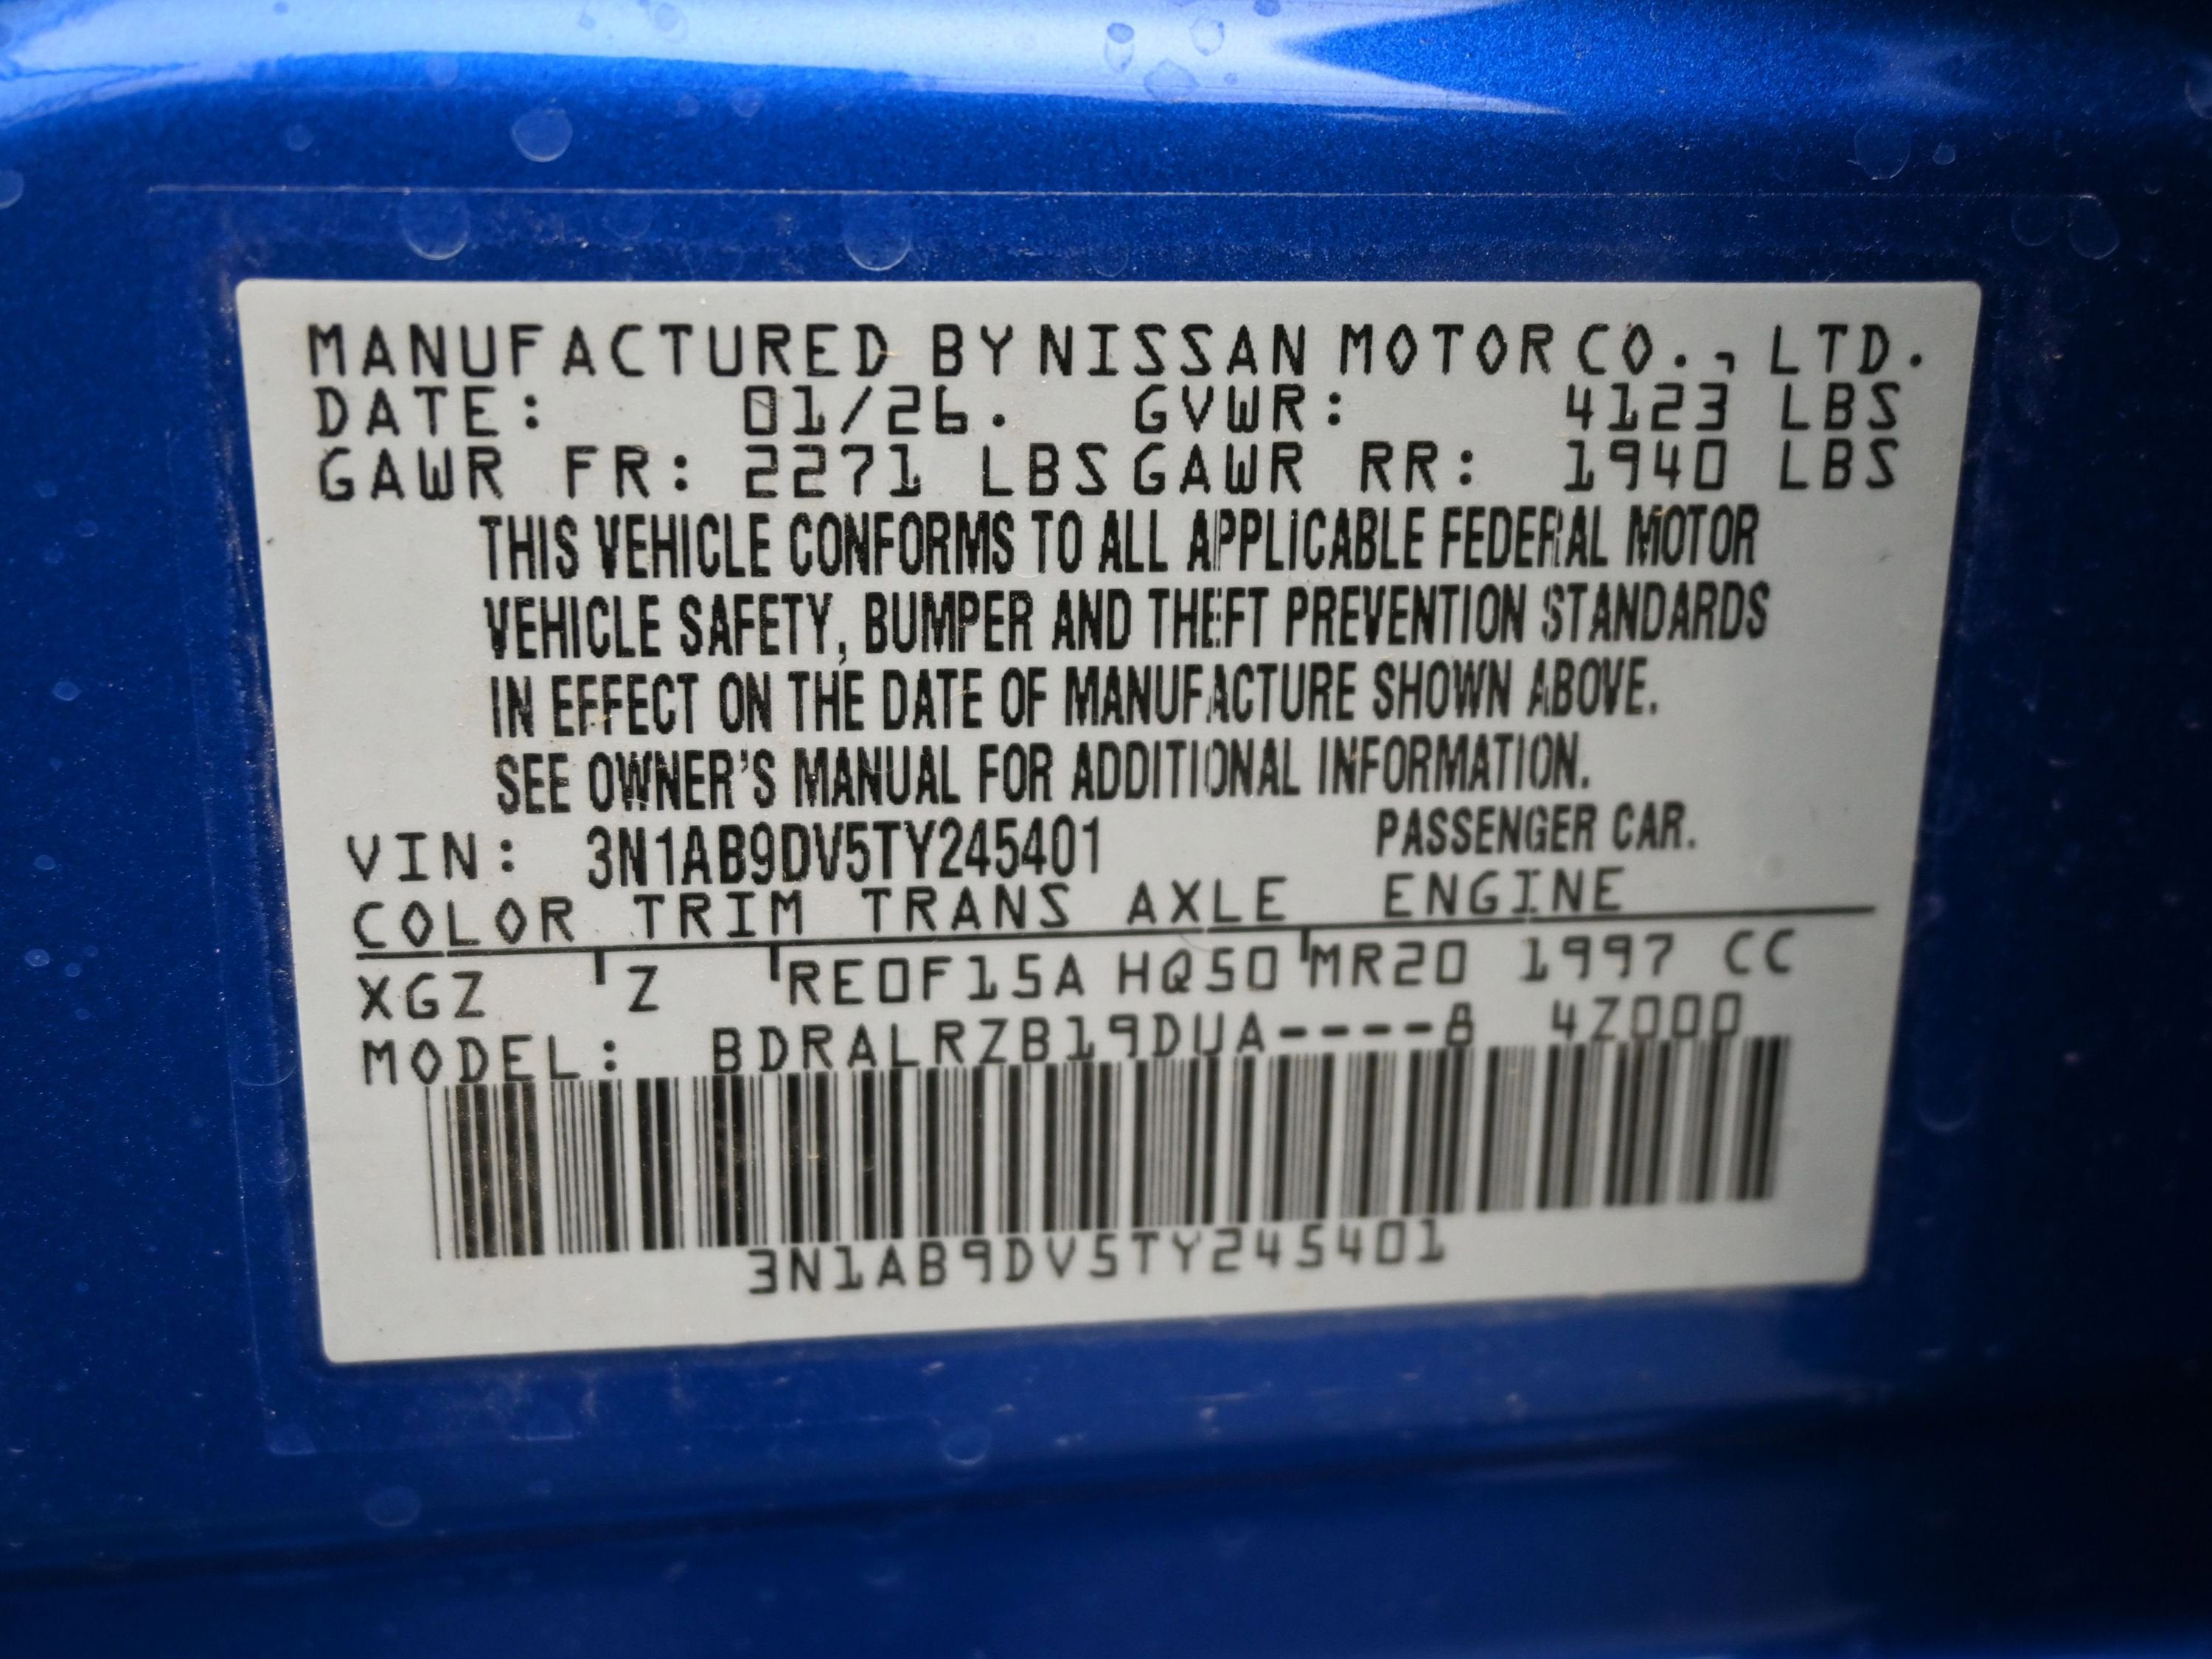 MANUFACTURED BY NISSAN MOTOR CO., LTD.
DATE: 01/26. GVWR: 4123 LBS
GAWR FR: 2271 LBS GAWR RR: 1940 LBS
THIS VEHICLE CONFORMS TO ALL APPLICABLE FEDERAL MOTOR
VEHICLE SAFETY, BUMPER AND THEFT PREVENTION STANDARDS
IN EFFECT ON THE DATE OF MANUFACTURE SHOWN ABOVE.
SEE OWNER'S MANUAL FOR ADDITIONAL INFORMATION.
VIN: 3N1AB9DV5TY245401 PASSENGER CAR.
COLOR TRIM TRANS AXLE ENGINE
XGZ Z RE0F15A HQ50 MR20 1997 CC
MODEL: BDRALRZB19DUA----8 4Z000
3N1AB9DV5TY245401